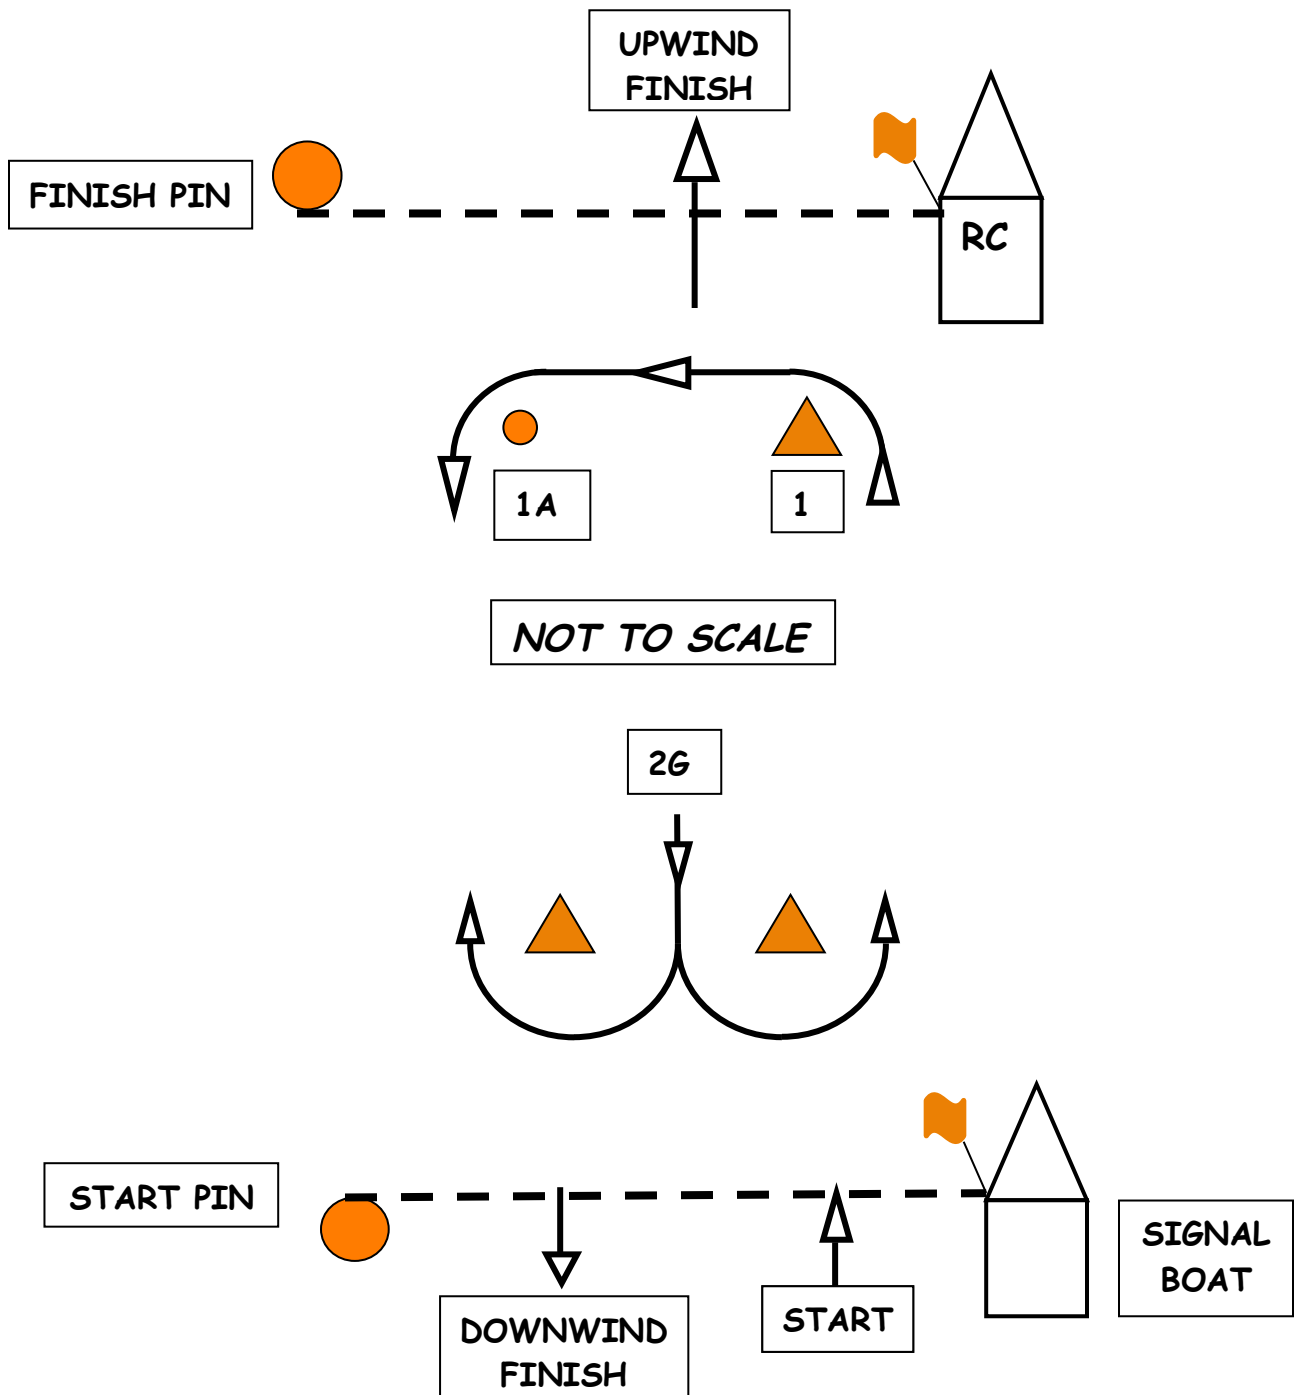 UPWIND
FINISH
FINISH PIN
RC
1A
1
NOT TO SCALE
2G
START PIN
SIGNAL
BOAT
START
DOWNWIND
FINISH